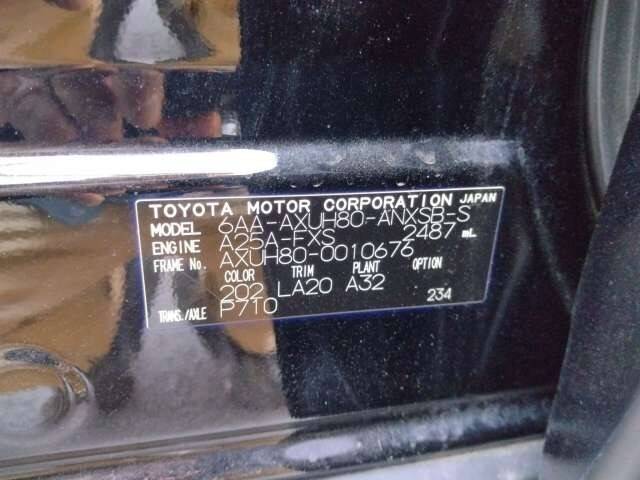 TOYOTA MOTOR CORPORATION JAPAN
MODEL 6AA-AXUH80-ANXSB-S
ENGINE A25A-FXS 2487 mL
FRAME No. AXUH80-0010676
COLOR TRIM PLANT OPTION
202 LA20 A32
TRANS./AXLE P710 234